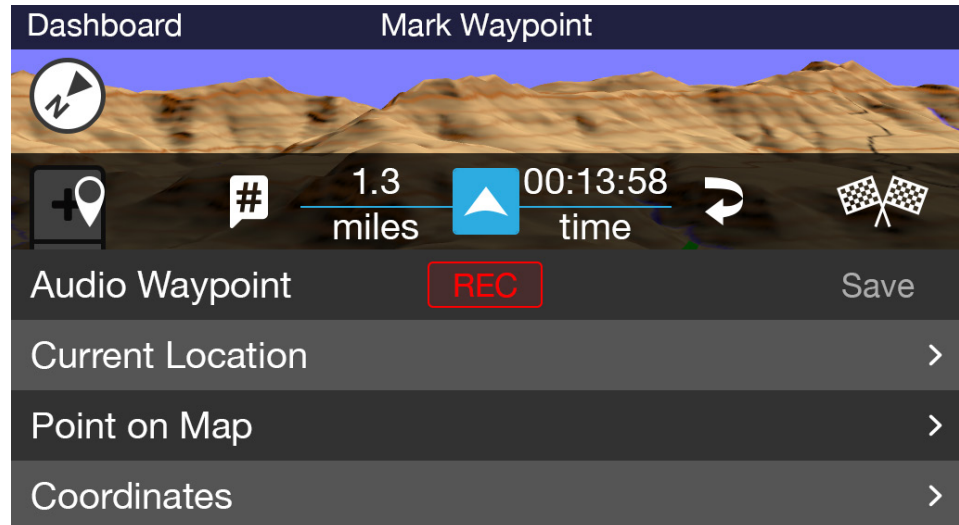 Dashboard Mark Waypoint
N
+ # 1.3 miles 00:13:58 time
Audio Waypoint REC Save
Current Location >
Point on Map >
Coordinates >